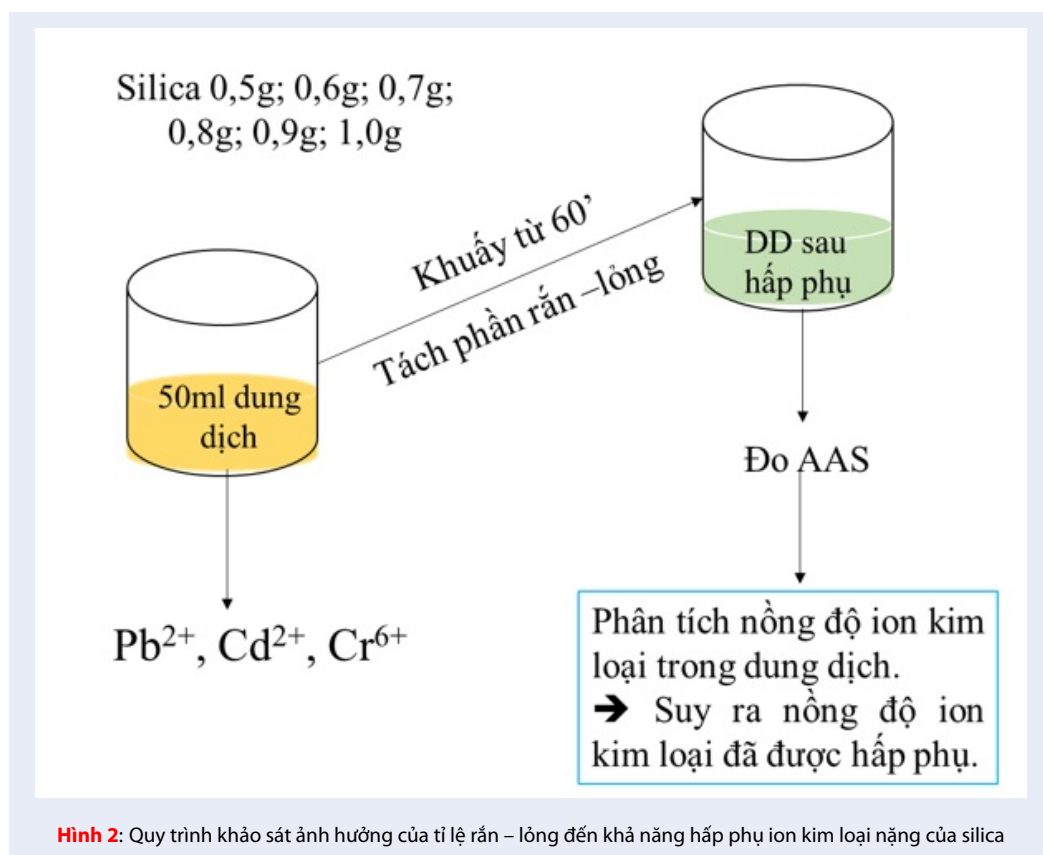 Silica 0,5g; 0,6g; 0,7g;
0,8g; 0,9g; 1,0g
Khuấy từ 60’
Tách phần rắn –lỏng
50ml dung
dịch
DD sau
hấp phụ
Pb²⁺, Cd²⁺, Cr⁶⁺
Đo AAS
Phân tích nồng độ ion kim
loại trong dung dịch.
➔ Suy ra nồng độ ion
kim loại đã được hấp phụ.
Hình 2: Quy trình khảo sát ảnh hưởng của tỉ lệ rắn – lỏng đến khả năng hấp phụ ion kim loại nặng của silica